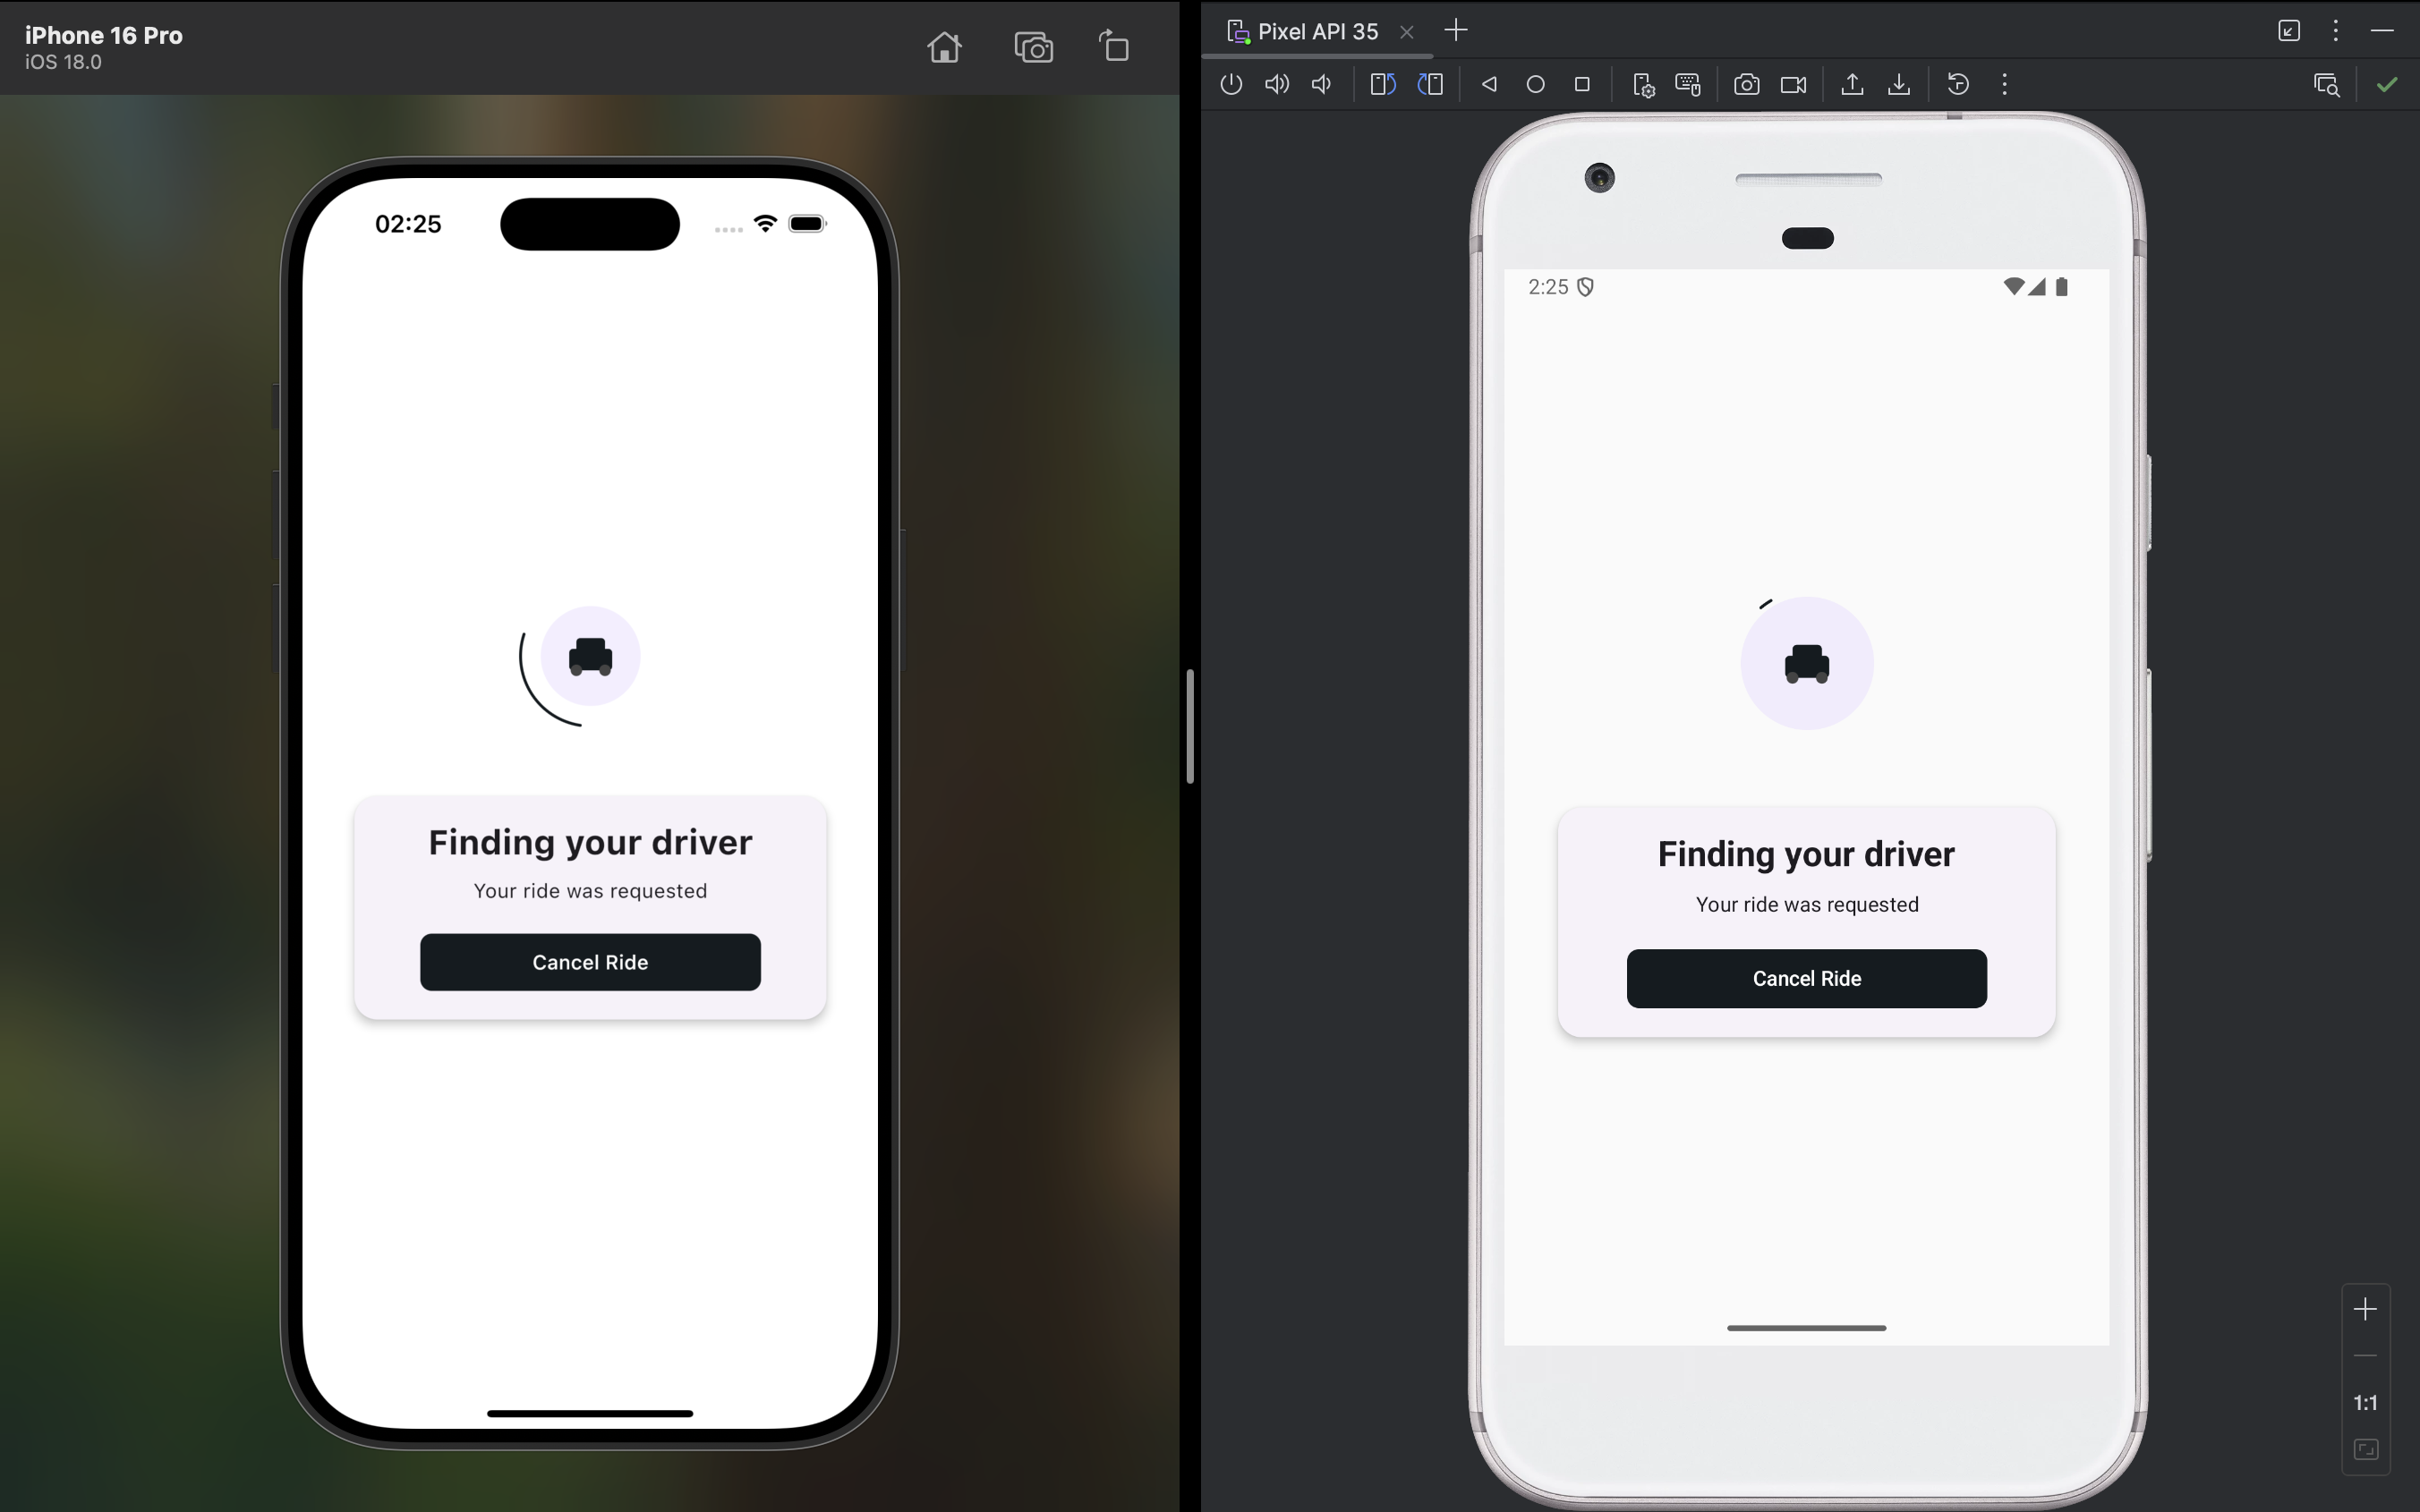 iPhone 16 Pro
iOS 18.0
02:25
Finding your driver
Your ride was requested
Cancel Ride
Pixel API 35
2:25
Finding your driver
Your ride was requested
Cancel Ride
1:1